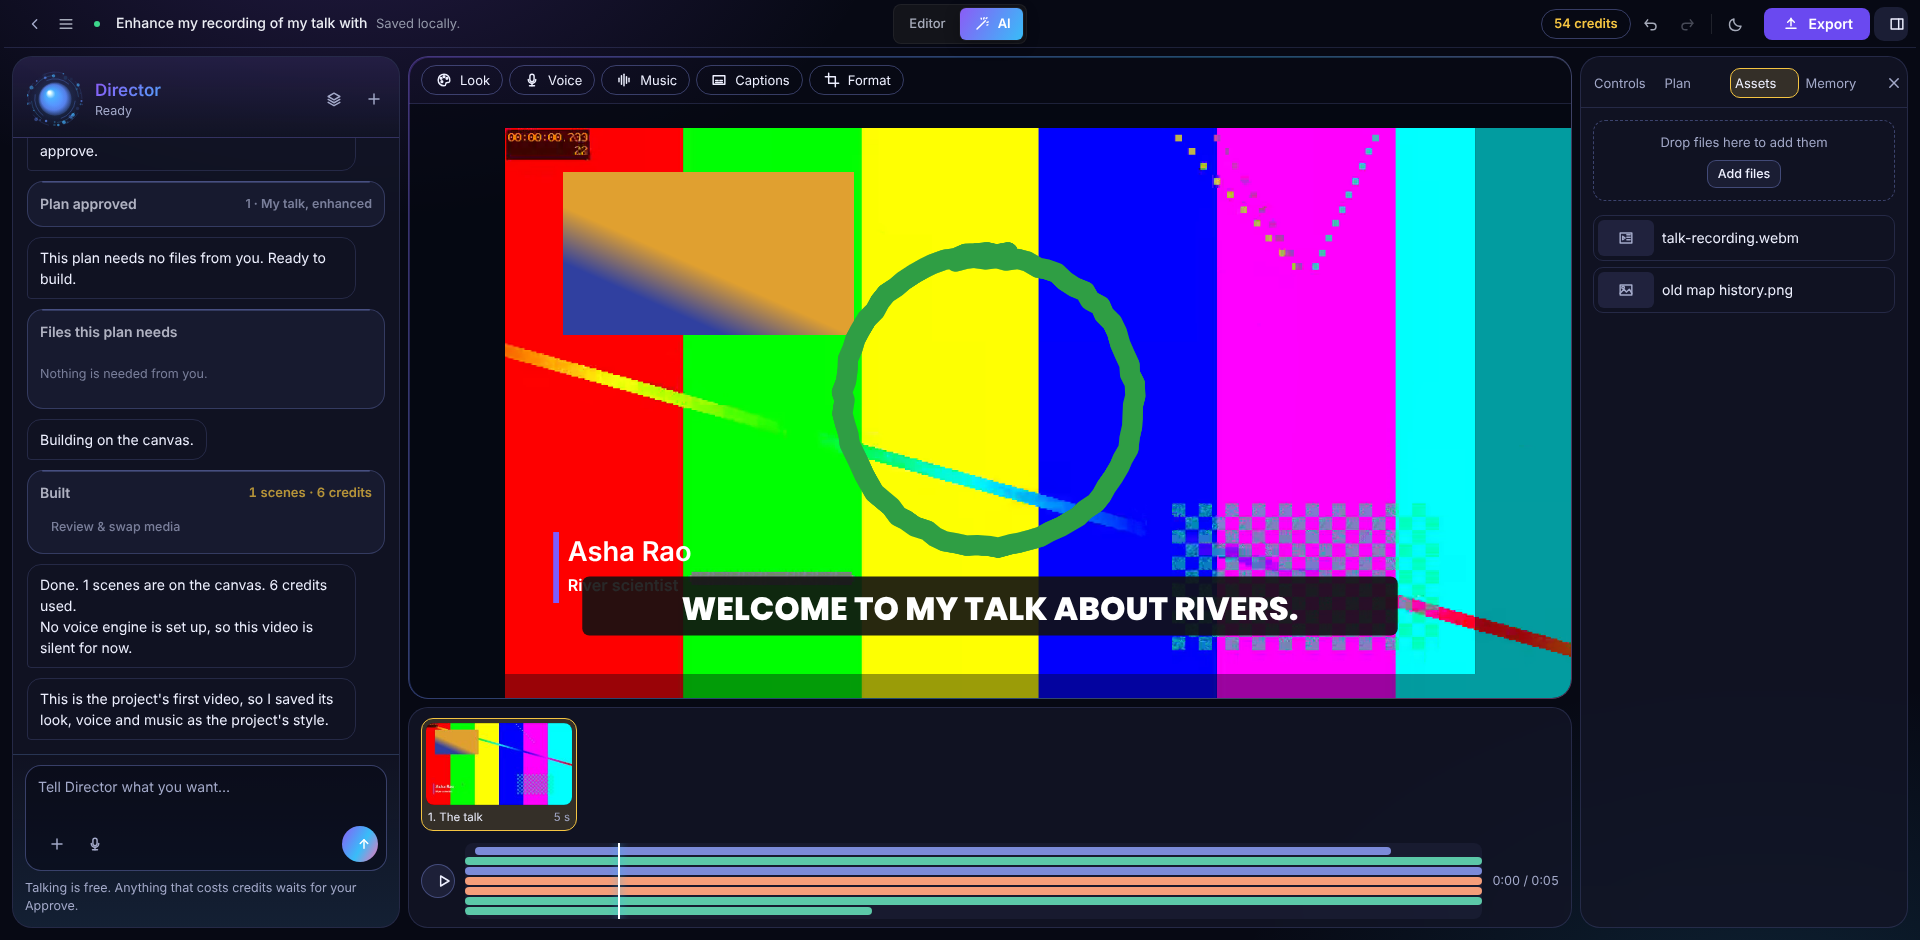 Enhance my recording of my talk with Saved locally.
Editor AI
54 credits
Export
Director
Ready
approve.
Plan approved 1 · My talk, enhanced
This plan needs no files from you. Ready to
build.
Files this plan needs
Nothing is needed from you.
Building on the canvas.
Built 1 scenes · 6 credits
Review & swap media
Done. 1 scenes are on the canvas. 6 credits
used.
No voice engine is set up, so this video is
silent for now.
This is the project's first video, so I saved its
look, voice and music as the project's style.
Tell Director what you want...
Talking is free. Anything that costs credits waits for your
Approve.
Look Voice Music Captions Format
00:00:00.733
22
Asha Rao
River scientist
WELCOME TO MY TALK ABOUT RIVERS.
1. The talk 5 s
0:00 / 0:05
Controls Plan Assets Memory
Drop files here to add them
Add files
talk-recording.webm
old map history.png